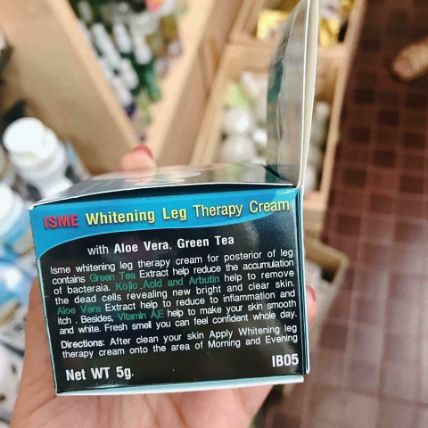 ISME Whitening Leg Therapy Cream
with Aloe Vera, Green Tea
Isme whitening leg therapy cream for posterior of leg
contains Green Tea Extract help reduce the accumulation
of bacteraia. Kojic ,Acid and Arbutin help to remove
the dead cells revealing new bright and clear skin.
Aloe Vera Extract help to reduce to inflammation and
itch. Besides, Vitamin A,E help to make your skin smooth
and white. Fresh smell you can feel confident whole day.
Directions: After clean your skin Apply Whitening leg
therapy cream onto the area of Morning and Evening
Net WT 5g.
IB05